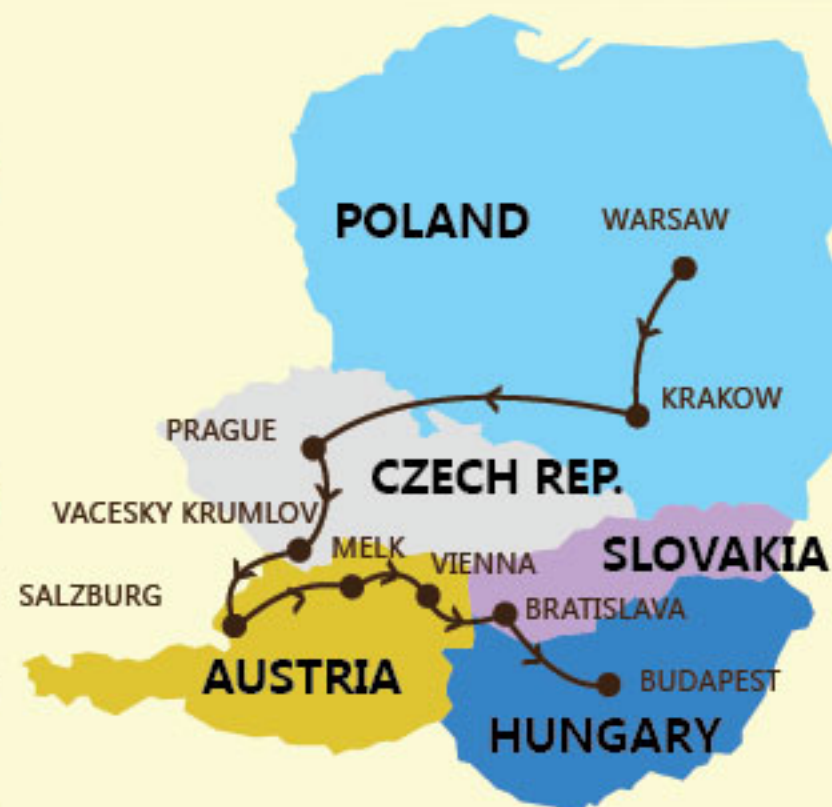 POLAND
WARSAW
KRAKOW
PRAGUE
CZECH REP.
VACESKY KRUMLOV
MELK
VIENNA
SLOVAKIA
SALZBURG
BRATISLAVA
AUSTRIA
BUDAPEST
HUNGARY